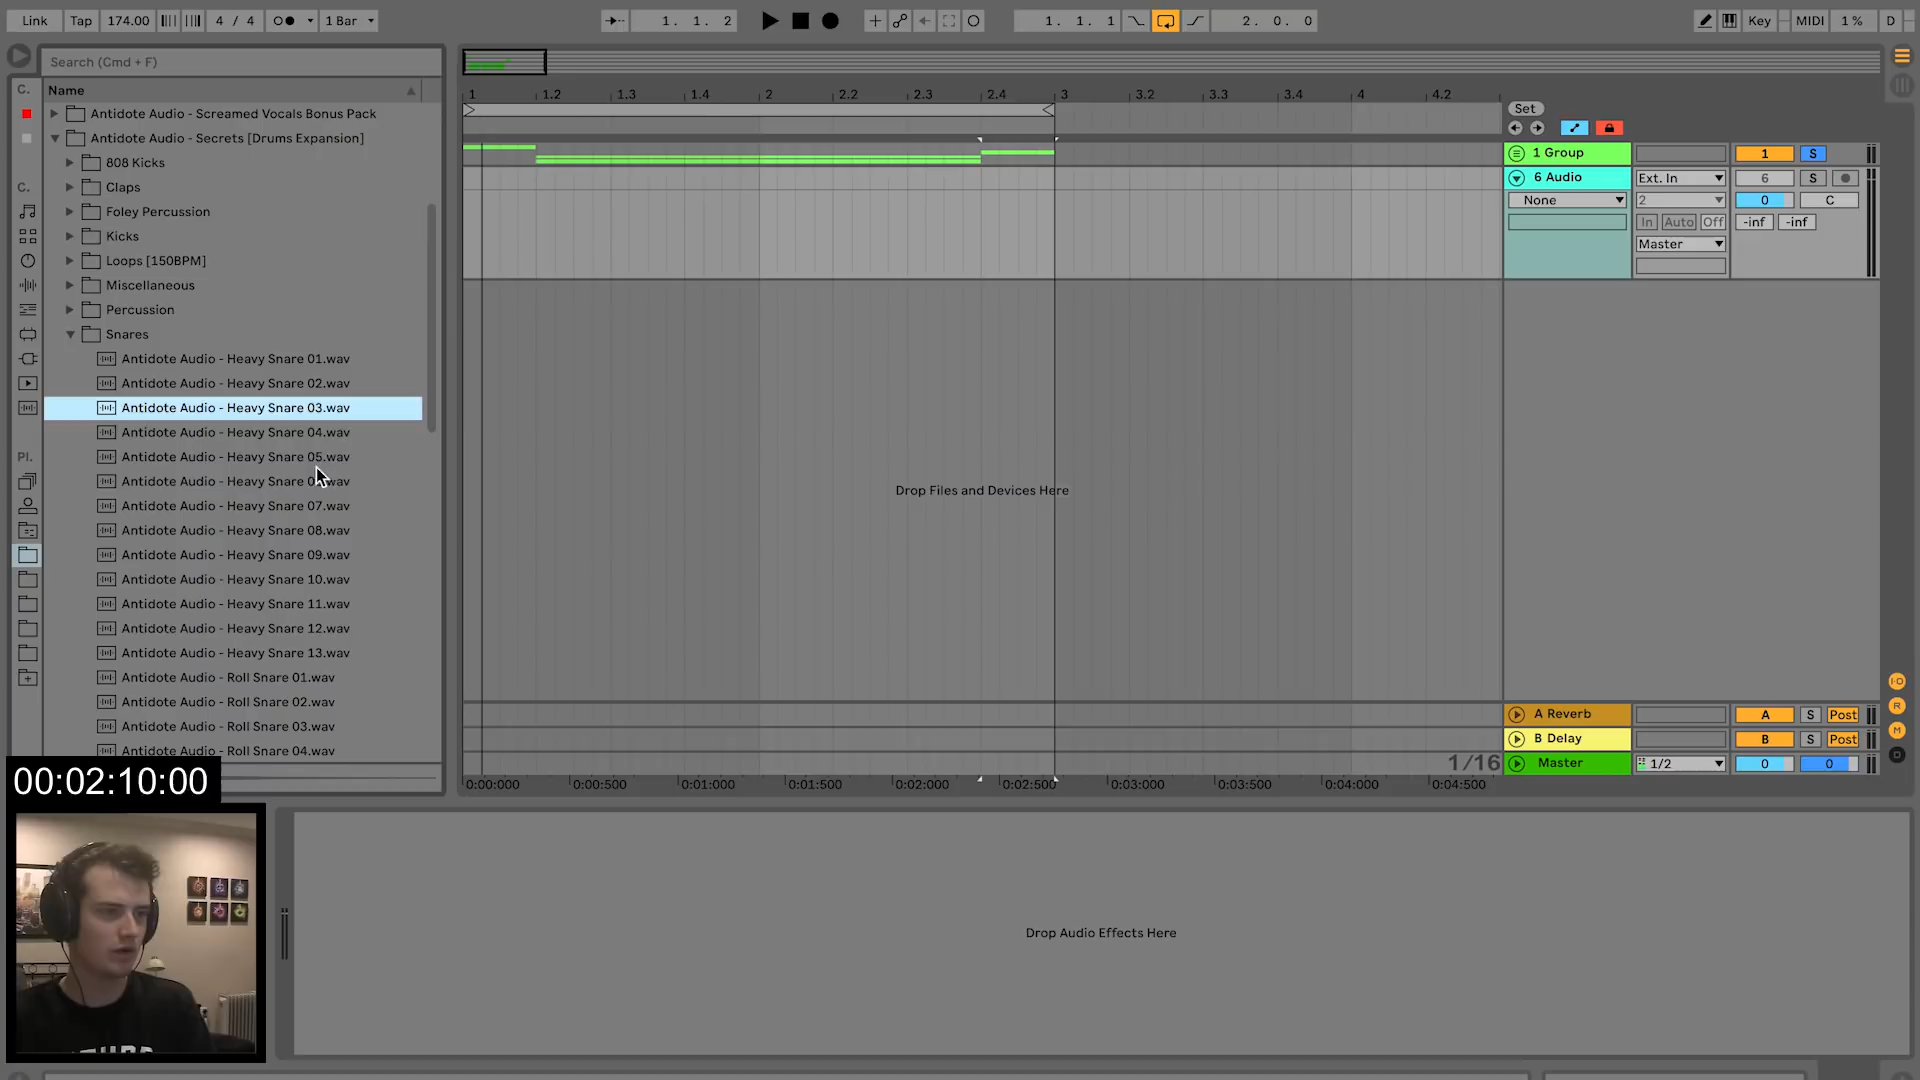 Link Tap 174.00 4 / 4 1 Bar 1. 1. 2 1. 1. 1 2. 0. 0 Key MIDI 1 % D
Search (Cmd + F)
C. Name
Antidote Audio - Screamed Vocals Bonus Pack
Antidote Audio - Secrets [Drums Expansion]
808 Kicks
C. Claps
Foley Percussion
Kicks
Loops [150BPM]
Miscellaneous
Percussion
Snares
Antidote Audio - Heavy Snare 01.wav
Antidote Audio - Heavy Snare 02.wav
Antidote Audio - Heavy Snare 03.wav
Antidote Audio - Heavy Snare 04.wav
Pl. Antidote Audio - Heavy Snare 05.wav
Antidote Audio - Heavy Snare
Antidote Audio - Heavy Snare 07.wav
Antidote Audio - Heavy Snare 08.wav
Antidote Audio - Heavy Snare 09.wav
Antidote Audio - Heavy Snare 10.wav
Antidote Audio - Heavy Snare 11.wav
Antidote Audio - Heavy Snare 12.wav
Antidote Audio - Heavy Snare 13.wav
Antidote Audio - Roll Snare 01.wav
Antidote Audio - Roll Snare 02.wav
Antidote Audio - Roll Snare 03.wav
Antidote Audio - Roll Snare 04.wav
1 1.2 1.3 1.4 2 2.2 2.3 2.4 3 3.2 3.3 3.4 4 4.2
Set
1 Group 1 S
6 Audio Ext. In 6 S
None 2 0 C
In Auto Off -inf -inf
Master
Drop Files and Devices Here
A Reverb A S Post
B Delay B S Post
1/16 Master 1/2 0 0
I·O
R
M
D
0:00:000 0:00:500 0:01:000 0:01:500 0:02:000 0:02:500 0:03:000 0:03:500 0:04:000 0:04:500
00:02:10:00
Drop Audio Effects Here